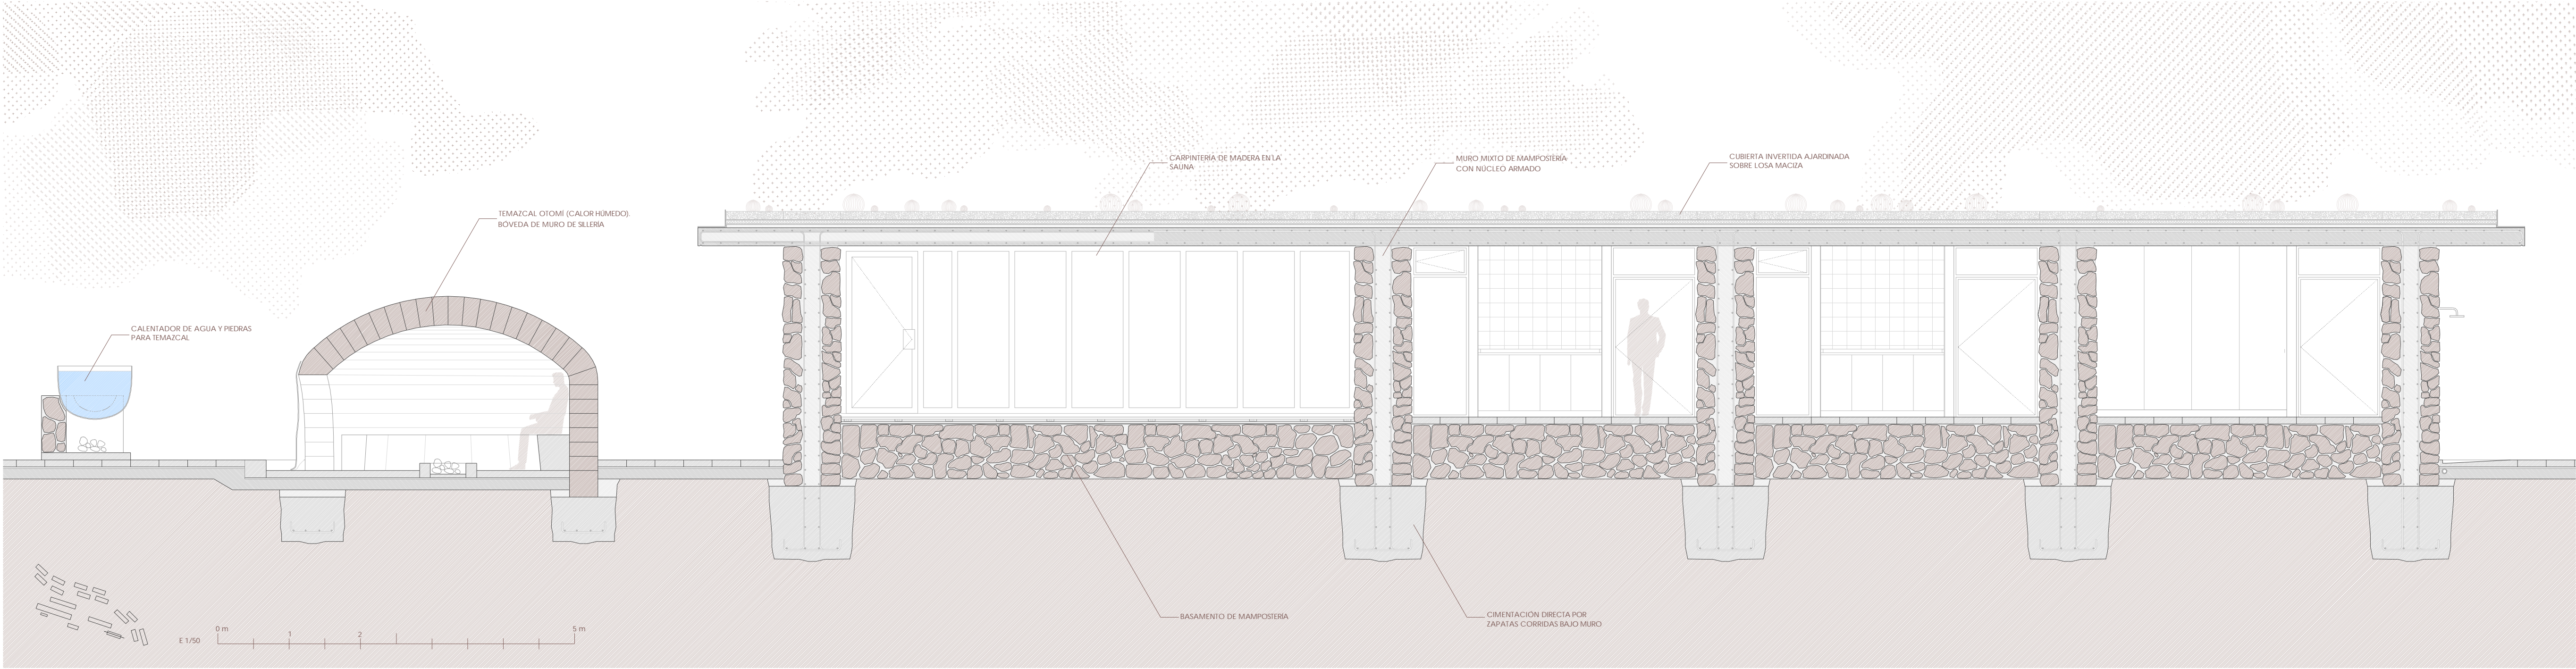 CARPINTERÍA DE MADERA EN LA
SAUNA
MURO MIXTO DE MAMPOSTERÍA
CON NÚCLEO ARMADO
CUBIERTA INVERTIDA AJARDINADA
SOBRE LOSA MACIZA
TEMAZCAL OTOMÍ (CALOR HÚMEDO).
BÓVEDA DE MURO DE SILLERÍA
CALENTADOR DE AGUA Y PIEDRAS
PARA TEMAZCAL
BASAMENTO DE MAMPOSTERÍA
CIMENTACIÓN DIRECTA POR
ZAPATAS CORRIDAS BAJO MURO
E 1/50
0 m
1
2
5 m